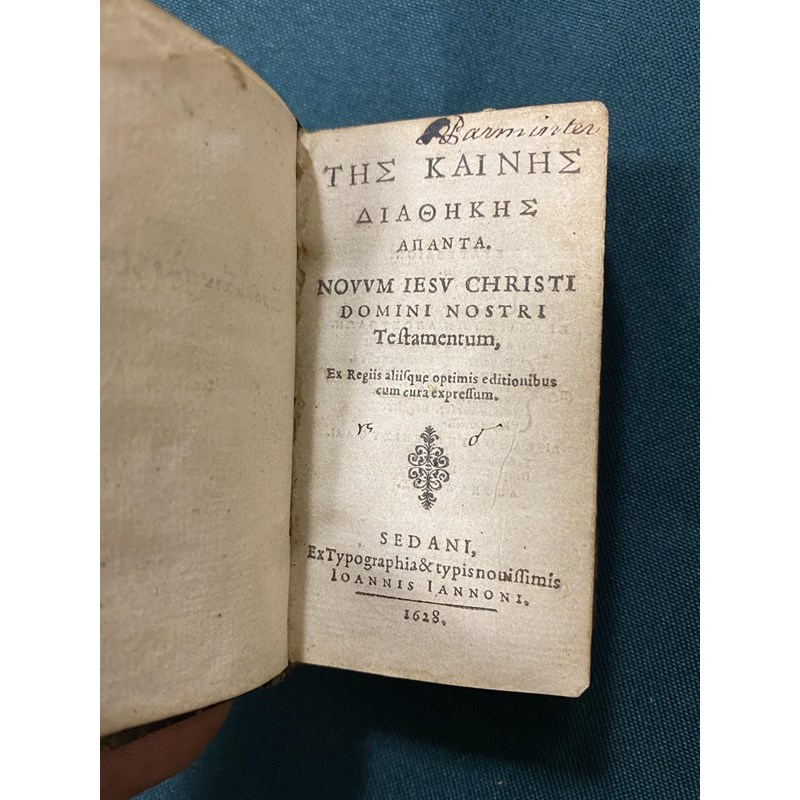 Parminter
ΤΗΣ ΚΑΙΝΗΣ
ΔΙΑΘΗΚΗΣ
ΑΠΑΝΤΑ.
NOVVM IESV CHRISTI
DOMINI NOSTRI
Testamentum,
Ex Regiis aliisque optimis editionibus
cum cura expressum.
SEDANI,
Ex Typographia & typis nouissimis
IOANNIS IANNONI.
1628.